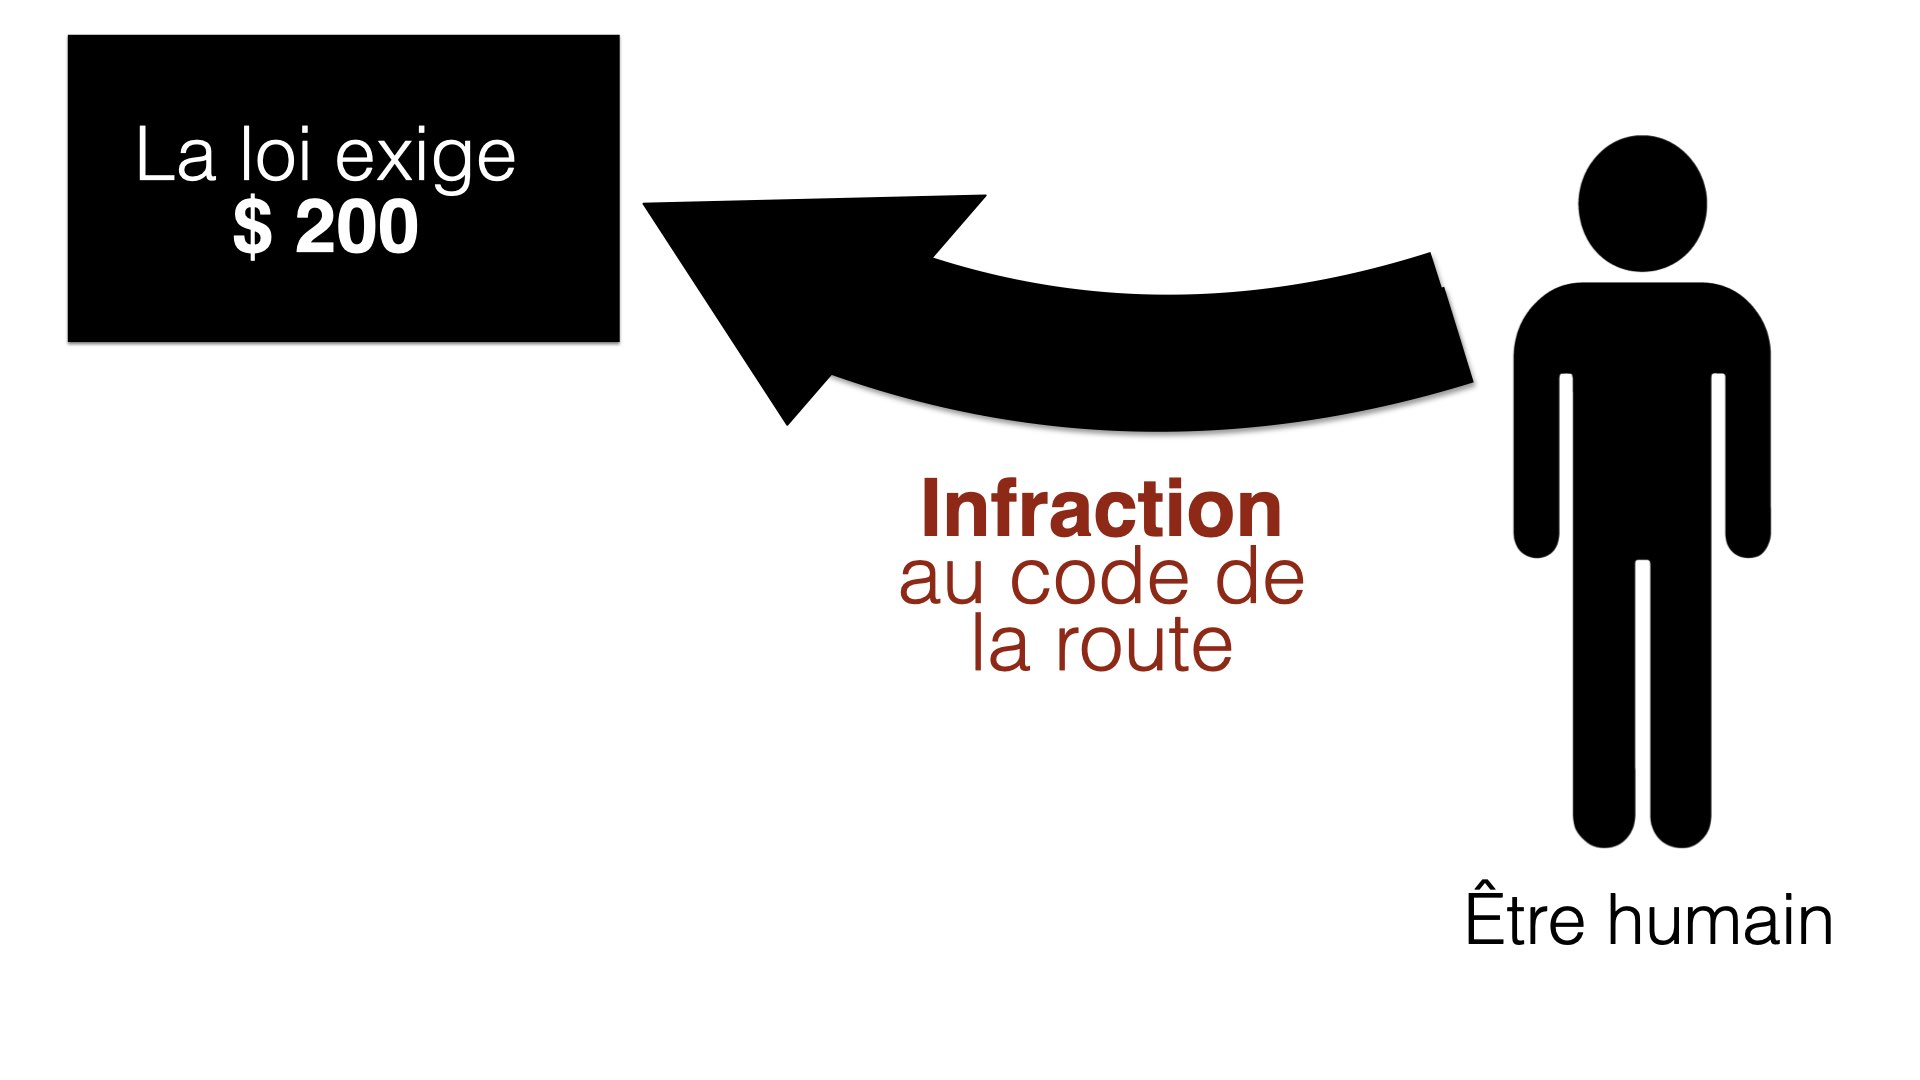 La loi exige
$ 200
Infraction
au code de
la route
Être humain